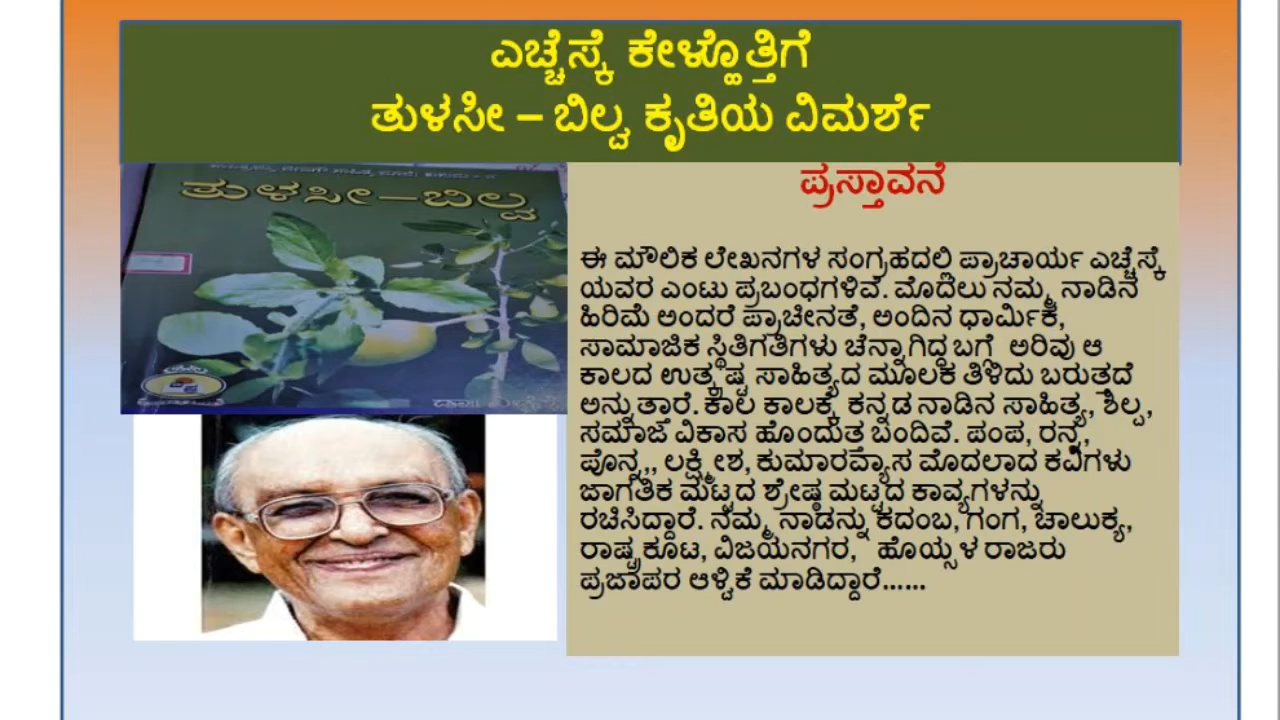 ಎಚ್ಚೆಸ್ಕೆ ಕೇಳ್ಹೊತ್ತಿಗೆ
ತುಳಸೀ – ಬಿಲ್ವ ಕೃತಿಯ ವಿಮರ್ಶೆ
ತುಳಸೀ-ಬಿಲ್ವ
ಪ್ರಸ್ತಾವನೆ
ಈ ಮೌಲಿಕ ಲೇಖನಗಳ ಸಂಗ್ರಹದಲ್ಲಿ ಪ್ರಾಚಾರ್ಯ ಎಚ್ಚೆಸ್ಕೆ
ಯವರ ಎಂಟು ಪ್ರಬಂಧಗಳಿವೆ. ಮೊದಲು ನಮ್ಮ ನಾಡಿನ
ಹಿರಿಮೆ ಅಂದರೆ ಪ್ರಾಚೀನತೆ, ಅಂದಿನ ಧಾರ್ಮಿಕ,
ಸಾಮಾಜಿಕ ಸ್ಥಿತಿಗತಿಗಳು ಚೆನ್ನಾಗಿದ್ದ ಬಗ್ಗೆ ಅರಿವು ಆ
ಕಾಲದ ಉತ್ಕೃಷ್ಟ ಸಾಹಿತ್ಯದ ಮೂಲಕ ತಿಳಿದು ಬರುತ್ತದೆ
ಅನ್ನುತ್ತಾರೆ. ಕಾಲ ಕಾಲಕ್ಕೆ ಕನ್ನಡ ನಾಡಿನ ಸಾಹಿತ್ಯ, ಶಿಲ್ಪ,
ಸಮಾಜ ವಿಕಾಸ ಹೊಂದುತ್ತ ಬಂದಿವೆ. ಪಂಪ, ರನ್ನ,
ಪೊನ್ನ,, ಲಕ್ಷ್ಮೀಶ, ಕುಮಾರವ್ಯಾಸ ಮೊದಲಾದ ಕವಿಗಳು
ಜಾಗತಿಕ ಮಟ್ಟದ ಶ್ರೇಷ್ಠ ಮಟ್ಟದ ಕಾವ್ಯಗಳನ್ನು
ರಚಿಸಿದ್ದಾರೆ. ನಮ್ಮ ನಾಡನ್ನು ಕದಂಬ, ಗಂಗ, ಚಾಲುಕ್ಯ,
ರಾಷ್ಟ್ರಕೂಟ, ವಿಜಯನಗರ, ಹೊಯ್ಸಳ ರಾಜರು
ಪ್ರಜಾಪರ ಆಳ್ವಿಕೆ ಮಾಡಿದ್ದಾರೆ......